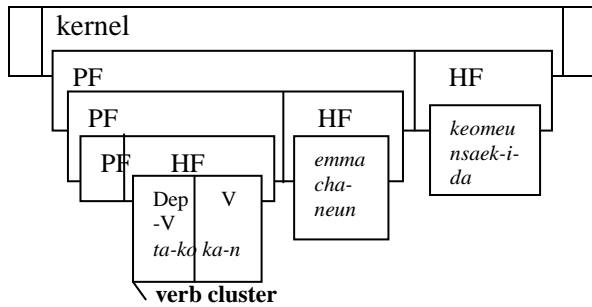 kernel
PF HF
PF HF
PF HF
keomeu
nsaek-i-
da
emma
cha-
neun
Dep V
-V
ta-ko ka-n
verb cluster